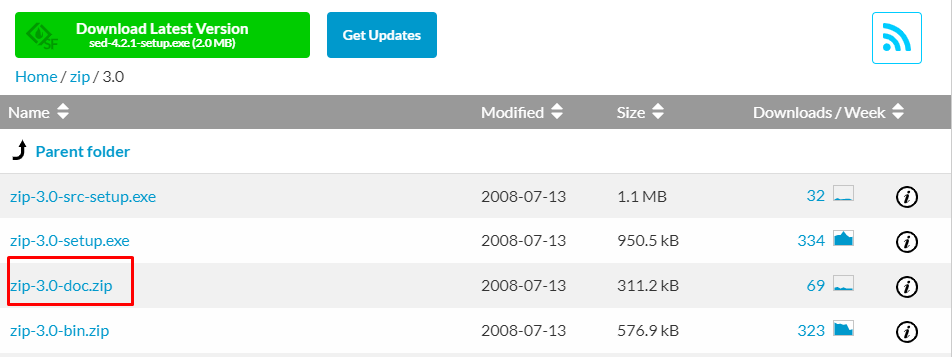 Download Latest Version
sed-4.2.1-setup.exe (2.0 MB)
SF
Get Updates
Home / zip / 3.0
Name Modified Size Downloads / Week
Parent folder
zip-3.0-src-setup.exe 2008-07-13 1.1 MB 32 i
zip-3.0-setup.exe 2008-07-13 950.5 kB 334 i
zip-3.0-doc.zip 2008-07-13 311.2 kB 69 i
zip-3.0-bin.zip 2008-07-13 576.9 kB 323 i